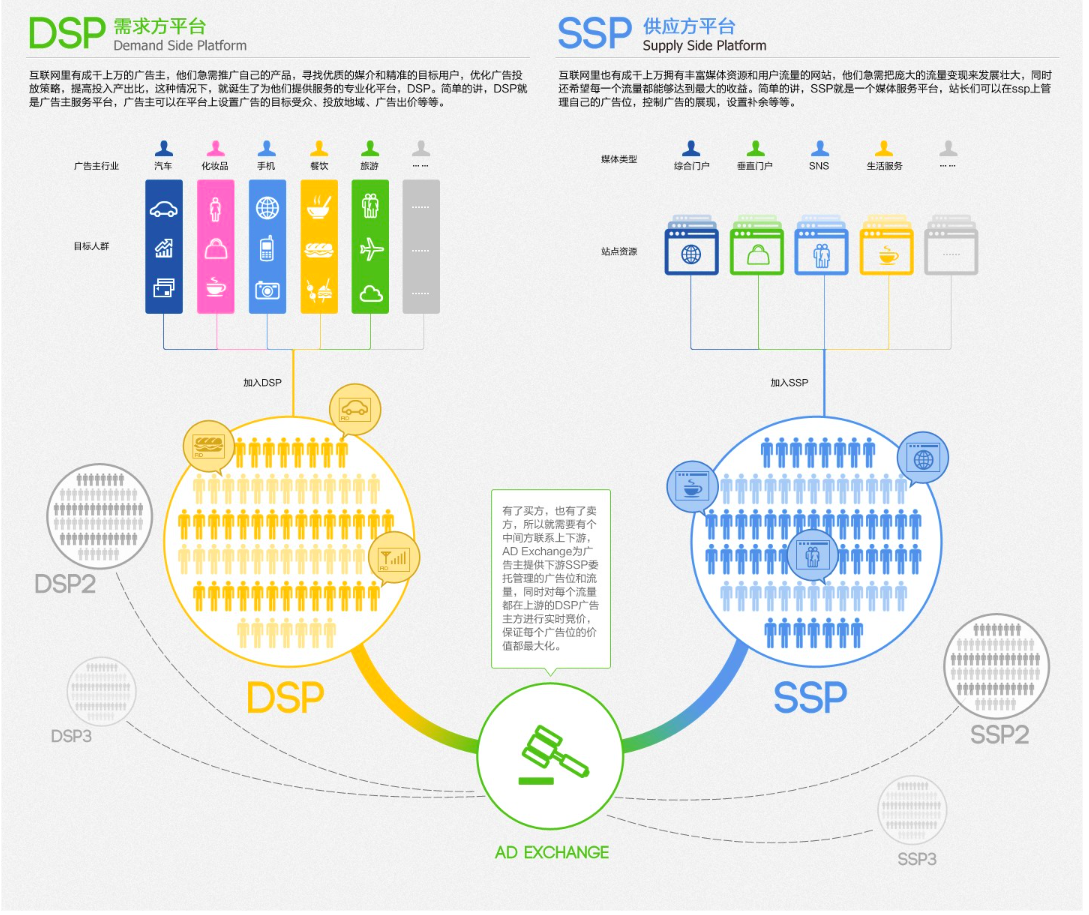 DSP 需求方平台
Demand Side Platform
互联网里有成千上万的广告主，他们急需推广自己的产品，寻找优质的媒介和精准的目标用户，优化广告投
放策略，提高投入产出比，这种情况下，就诞生了为他们提供服务的专业化平台，DSP。简单的讲，DSP就
是广告主服务平台，广告主可以在平台上设置广告的目标受众、投放地域、广告出价等等。
广告主行业
汽车 化妆品 手机 餐饮 旅游 ……
目标人群
……
……
……
加入DSP
AD
AD
AD
DSP
DSP2
DSP3
SSP 供应方平台
Supply Side Platform
互联网里也有成千上万拥有丰富媒体资源和用户流量的网站，他们急需把庞大的流量变现来发展壮大，同时
还希望每一个流量都能够达到最大的收益。简单的讲，SSP就是一个媒体服务平台，站长们可以在ssp上管
理自己的广告位，控制广告的展现，设置补余等等。
媒体类型
综合门户 垂直门户 SNS 生活服务 ……
站点资源
……
加入SSP
SSP
SSP2
SSP3
有了买方，也有了卖
方，所以就需要有个
中间方联系上下游，
AD Exchange为广
告主提供下游SSP委
托管理的广告位和流
量，同时对每个流量
都在上游的DSP广告
主方进行实时竞价，
保证每个广告位的价
值都最大化。
AD EXCHANGE